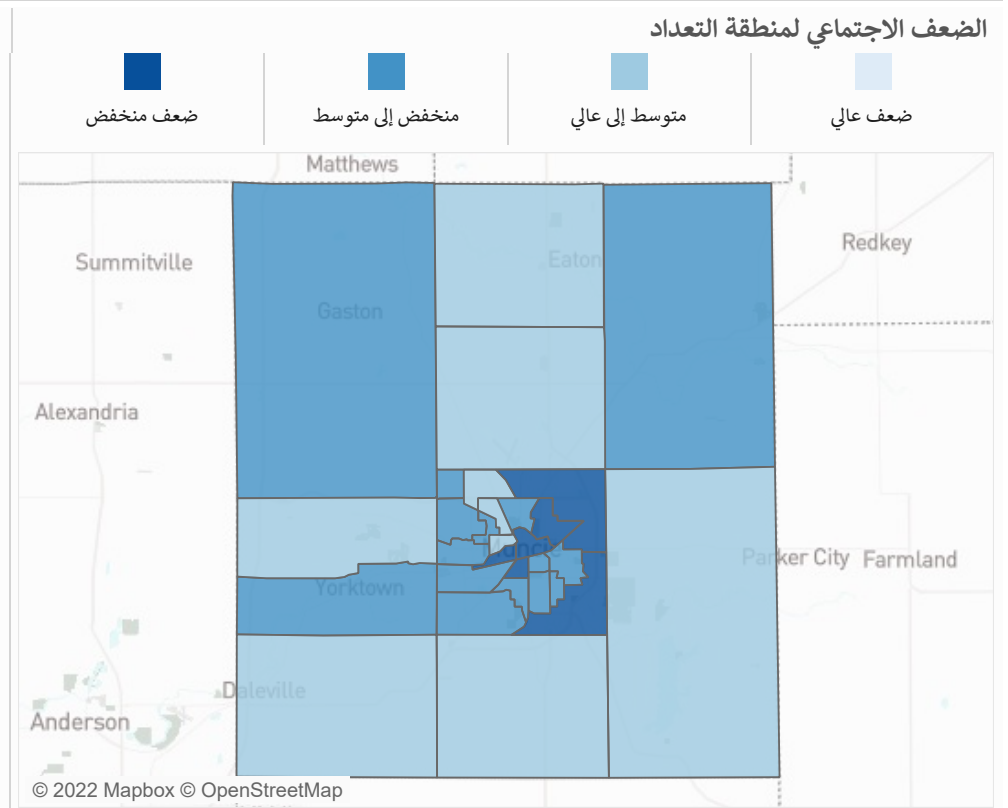 الضعف الاجتماعي لمنطقة التعداد
ضعف عالي
متوسط إلى عالي
منخفض إلى متوسط
ضعف منخفض
Matthews
Redkey
Summitville
Eaton
Gaston
Alexandria
Muncie
Parker City
Farmland
Yorktown
Daleville
Anderson
© 2022 Mapbox © OpenStreetMap